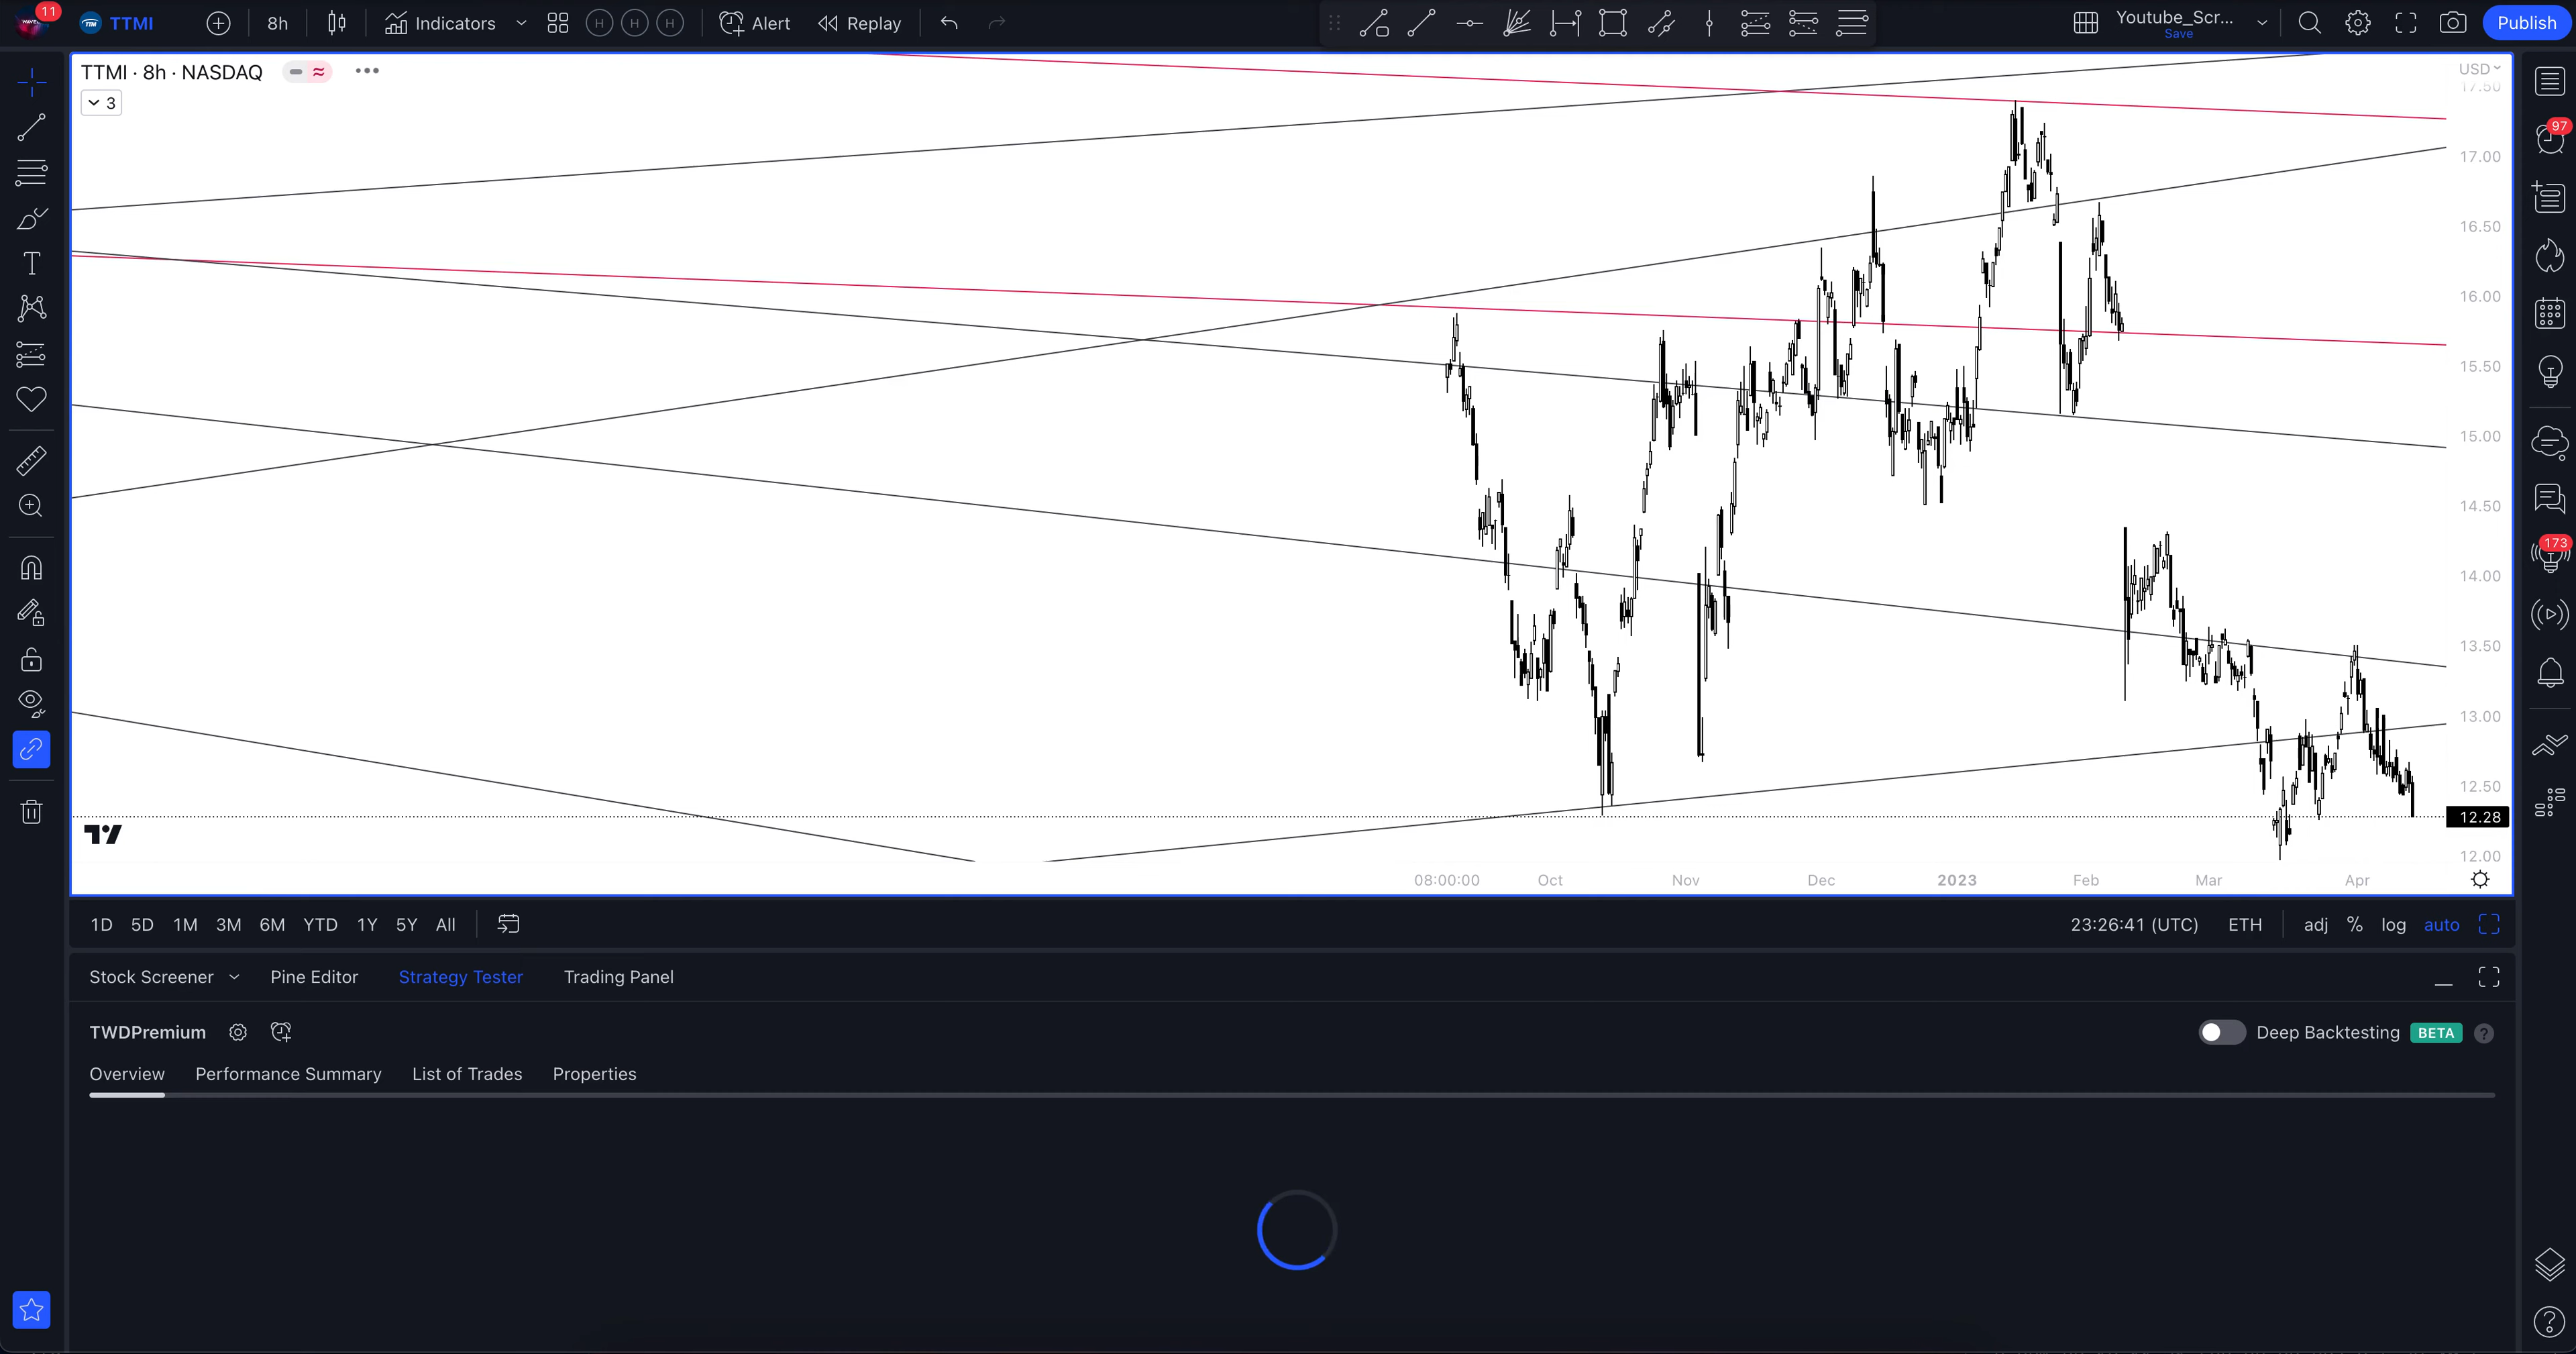 11
TTMI
8h
Indicators
H
H
H
Alert
Replay
Youtube_Scr...
Save
Publish
TTMI · 8h · NASDAQ
3
USD
17.50
17.00
16.50
16.00
15.50
15.00
14.50
14.00
13.50
13.00
12.50
12.28
12.00
97
173
08:00:00 Oct Nov Dec 2023 Feb Mar Apr
1D 5D 1M 3M 6M YTD 1Y 5Y All
23:26:41 (UTC) ETH adj % log auto
Stock Screener Pine Editor Strategy Tester Trading Panel
TWDPremium
Deep Backtesting BETA ?
Overview Performance Summary List of Trades Properties